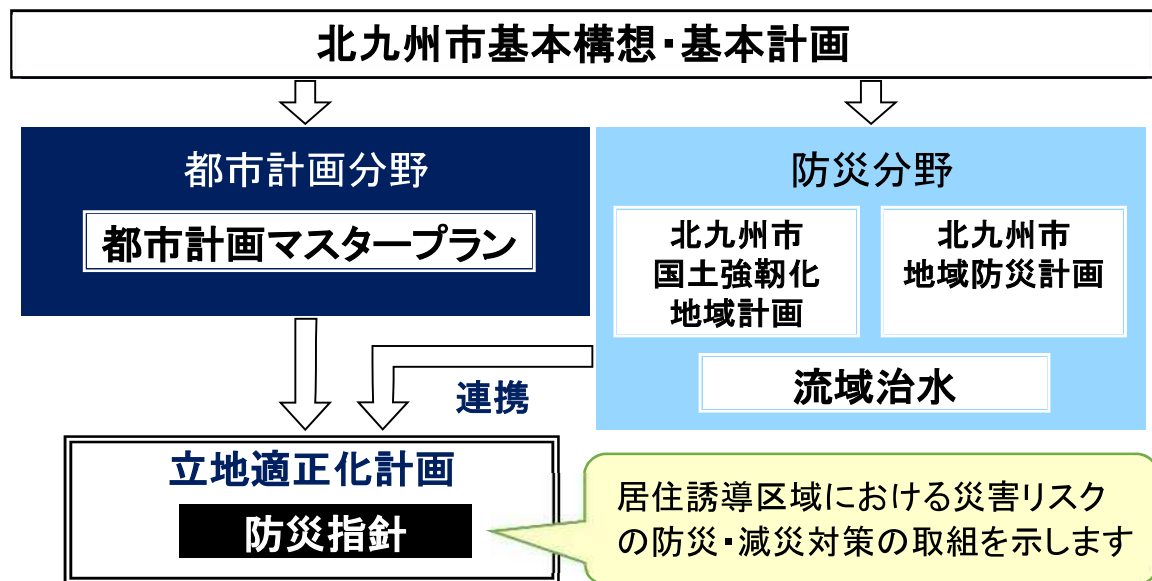 北九州市基本構想・基本計画
都市計画分野
都市計画マスタープラン
防災分野
北九州市
国土強靭化
地域計画
北九州市
地域防災計画
流域治水
連携
立地適正化計画
防災指針
居住誘導区域における災害リスク
の防災・減災対策の取組を示します